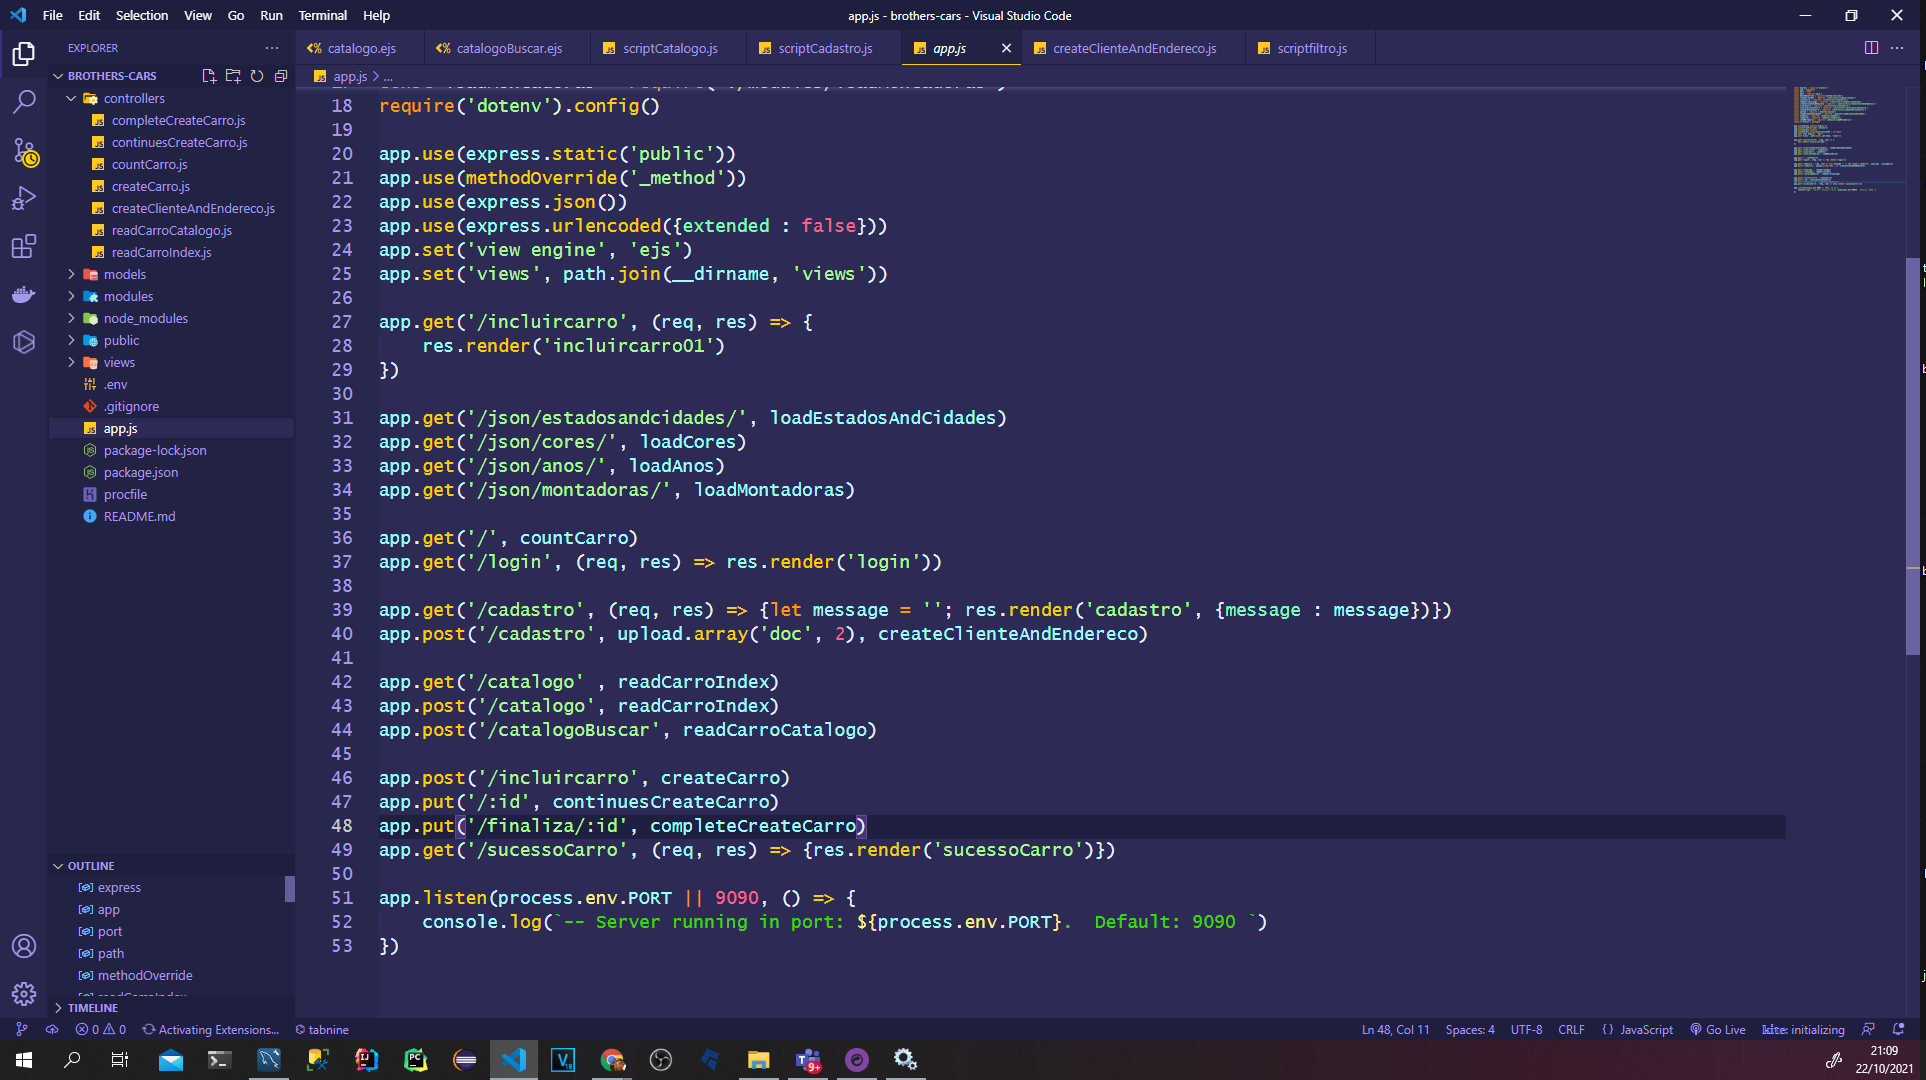 File Edit Selection View Go Run Terminal Help
app.js - brothers-cars - Visual Studio Code
EXPLORER
catalogo.ejs
catalogoBuscar.ejs
scriptCatalogo.js
scriptCadastro.js
app.js
createClienteAndEndereco.js
scriptfiltro.js
app.js > ...
BROTHERS-CARS
controllers
completeCreateCarro.js
continuesCreateCarro.js
countCarro.js
createCarro.js
createClienteAndEndereco.js
readCarroCatalogo.js
readCarroIndex.js
models
modules
node_modules
public
views
.env
.gitignore
app.js
package-lock.json
package.json
procfile
README.md
OUTLINE
express
app
port
path
methodOverride
TIMELINE
18 require('dotenv').config()
19
20 app.use(express.static('public'))
21 app.use(methodOverride('_method'))
22 app.use(express.json())
23 app.use(express.urlencoded({extended : false}))
24 app.set('view engine', 'ejs')
25 app.set('views', path.join(__dirname, 'views'))
26
27 app.get('/incluircarro', (req, res) => {
28     res.render('incluircarro01')
29 })
30
31 app.get('/json/estadosandcidades/', loadEstadosAndCidades)
32 app.get('/json/cores/', loadCores)
33 app.get('/json/anos/', loadAnos)
34 app.get('/json/montadoras/', loadMontadoras)
35
36 app.get('/', countCarro)
37 app.get('/login', (req, res) => res.render('login'))
38
39 app.get('/cadastro', (req, res) => {let message = ''; res.render('cadastro', {message : message})})
40 app.post('/cadastro', upload.array('doc', 2), createClienteAndEndereco)
41
42 app.get('/catalogo' , readCarroIndex)
43 app.post('/catalogo', readCarroIndex)
44 app.post('/catalogoBuscar', readCarroCatalogo)
45
46 app.post('/incluircarro', createCarro)
47 app.put('/:id', continuesCreateCarro)
48 app.put('/finaliza/:id', completeCreateCarro)
49 app.get('/sucessoCarro', (req, res) => {res.render('sucessoCarro')})
50
51 app.listen(process.env.PORT || 9090, () => {
52     console.log(`-- Server running in port: ${process.env.PORT}.  Default: 9090 `)
53 })
0 0 Activating Extensions... tabnine
Ln 48, Col 11 Spaces: 4 UTF-8 CRLF {} JavaScript Go Live kite: initializing
21:09
22/10/2021